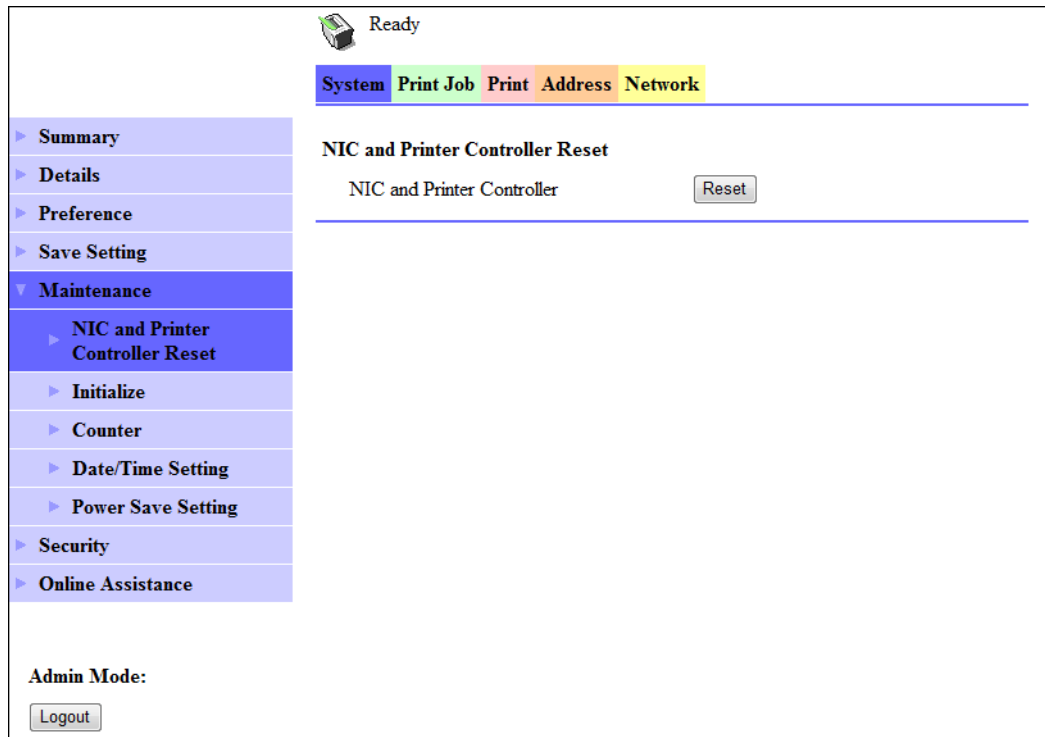 Ready
System Print Job Print Address Network
Summary
Details
Preference
Save Setting
Maintenance
NIC and Printer
Controller Reset
Initialize
Counter
Date/Time Setting
Power Save Setting
Security
Online Assistance
Admin Mode:
Logout
NIC and Printer Controller Reset
NIC and Printer Controller Reset